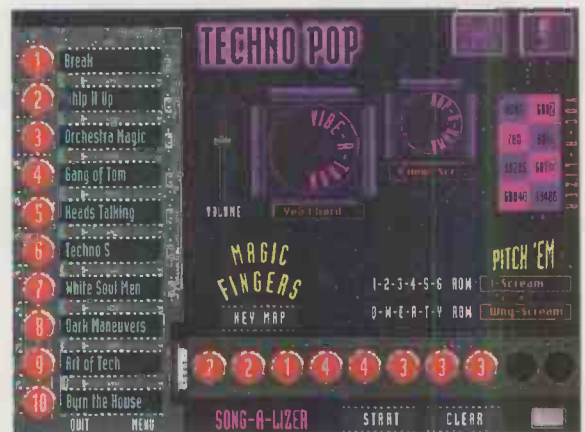 TECHNO POP
1 Break
2 Whip It Up
3 Orchestra Magic
4 Gang of Tom
5 Heads Talking
6 Techno S
7 White Soul Men
8 Dark Maneuvers
9 Art of Tech
10 Burn the House
QUIT MENU
VIBE-A-TRON
VOLUME
VOC-A-LIZER
MAGIC
FINGERS
KEY MAP
PITCH 'EM
1-2-3-4-5-6 ROW I-Scream
Q-W-E-R-T-Y ROW Why-Scream
2 2 1 4 4 3 3 3
SONG-A-LIZER START CLEAR